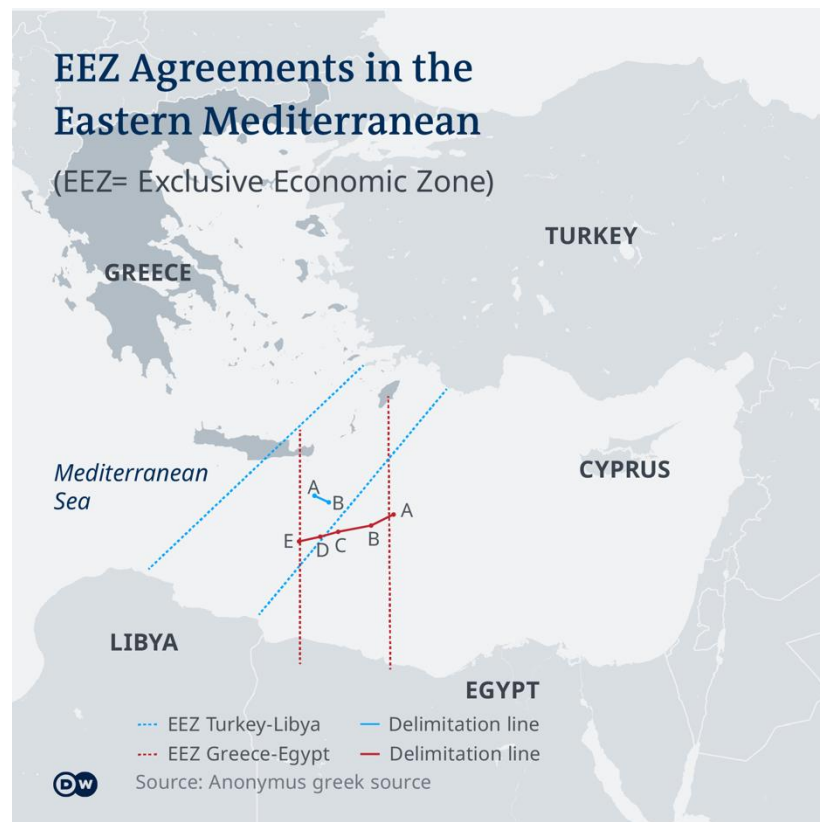 EEZ Agreements in the
Eastern Mediterranean
(EEZ= Exclusive Economic Zone)
TURKEY
GREECE
Mediterranean
Sea
CYPRUS
A
B
A
B
C
D
E
LIBYA
EGYPT
EEZ Turkey-Libya
Delimitation line
EEZ Greece-Egypt
Delimitation line
DW
Source: Anonymus greek source